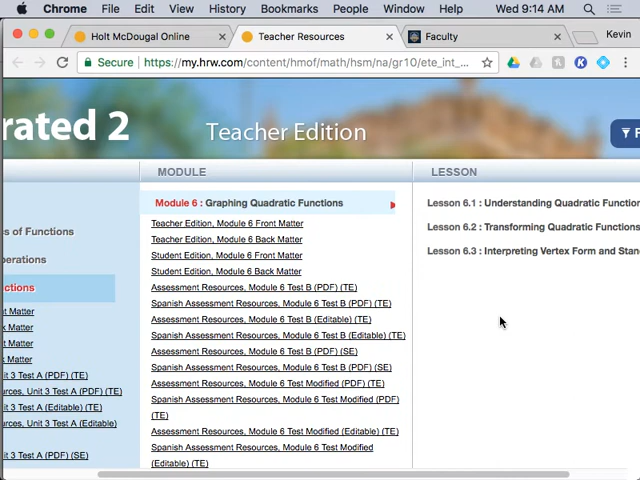 Chrome File Edit View History Bookmarks People Window Help Wed 9:14 AM
Holt McDougal Online Teacher Resources Faculty Kevin
Secure https://my.hrw.com/content/hmof/math/hsm/na/gr10/ete_int_...
rated 2 Teacher Edition
MODULE LESSON
s of Functions
perations
ctions
nt Matter
k Matter
nt Matter
k Matter
nit 3 Test A (PDF) (TE)
urces, Unit 3 Test A (PDF) (TE)
nit 3 Test A (Editable) (TE)
urces, Unit 3 Test A (Editable)
nit 3 Test A (PDF) (SE)
Module 6 : Graphing Quadratic Functions
Teacher Edition, Module 6 Front Matter
Teacher Edition, Module 6 Back Matter
Student Edition, Module 6 Front Matter
Student Edition, Module 6 Back Matter
Assessment Resources, Module 6 Test B (PDF) (TE)
Spanish Assessment Resources, Module 6 Test B (PDF) (TE)
Assessment Resources, Module 6 Test B (Editable) (TE)
Spanish Assessment Resources, Module 6 Test B (Editable) (TE)
Assessment Resources, Module 6 Test B (PDF) (SE)
Spanish Assessment Resources, Module 6 Test B (PDF) (SE)
Assessment Resources, Module 6 Test Modified (PDF) (TE)
Spanish Assessment Resources, Module 6 Test Modified (PDF)
(TE)
Assessment Resources, Module 6 Test Modified (Editable) (TE)
Spanish Assessment Resources, Module 6 Test Modified
(Editable) (TE)
Lesson 6.1 : Understanding Quadratic Function
Lesson 6.2 : Transforming Quadratic Functions
Lesson 6.3 : Interpreting Vertex Form and Stan